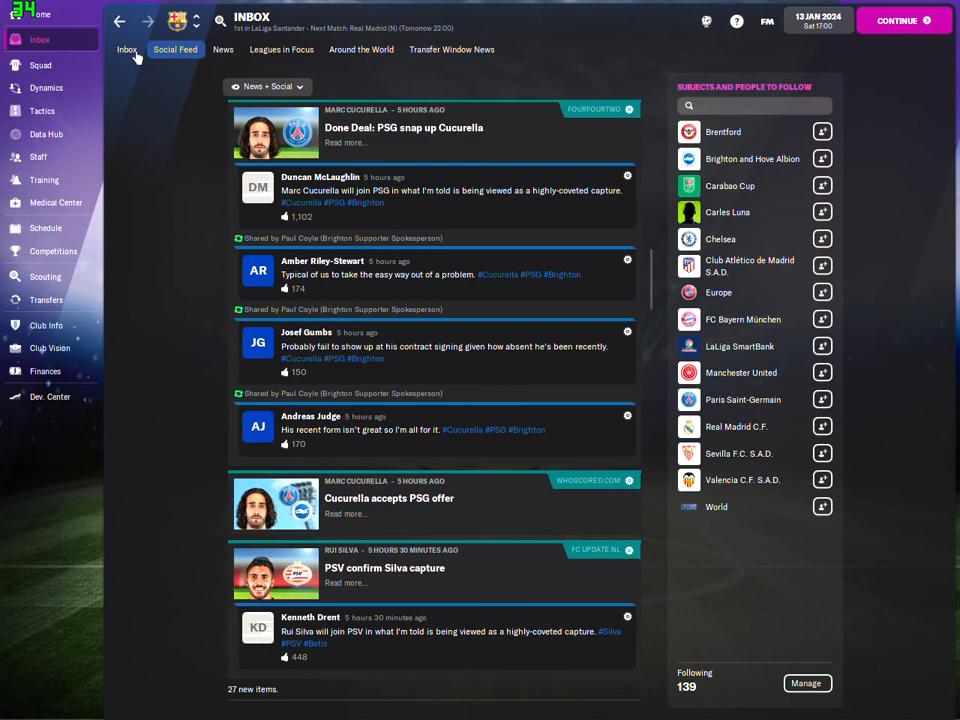 24
ome
INBOX
1st in LaLiga Santander - Next Match: Real Madrid (N) (Tomorrow 22:00)
?
FM
13 JAN 2024
Sat 17:00
CONTINUE
Inbox
Social Feed
News
Leagues in Focus
Around the World
Transfer Window News
Inbox
Squad
Dynamics
Tactics
Data Hub
Staff
Training
Medical Center
Schedule
Competitions
Scouting
Transfers
Club Info
Club Vision
Finances
Dev. Center
News + Social
MARC CUCURELLA - 5 HOURS AGO
FOURFOURTWO
Done Deal: PSG snap up Cucurella
Read more...
DM
Duncan McLaughlin 5 hours ago
Marc Cucurella will join PSG in what I'm told is being viewed as a highly-coveted capture.
#Cucurella #PSG #Brighton
1,102
Shared by Paul Coyle (Brighton Supporter Spokesperson)
AR
Amber Riley-Stewart 5 hours ago
Typical of us to take the easy way out of a problem. #Cucurella #PSG #Brighton
174
Shared by Paul Coyle (Brighton Supporter Spokesperson)
JG
Josef Gumbs 5 hours ago
Probably fail to show up at his contract signing given how absent he's been recently.
#Cucurella #PSG #Brighton
150
Shared by Paul Coyle (Brighton Supporter Spokesperson)
AJ
Andreas Judge 5 hours ago
His recent form isn't great so I'm all for it. #Cucurella #PSG #Brighton
170
MARC CUCURELLA - 5 HOURS AGO
WHOSCORED.COM
Cucurella accepts PSG offer
Read more...
RUI SILVA - 5 HOURS 30 MINUTES AGO
FC UPDATE.NL
PSV confirm Silva capture
Read more...
KD
Kenneth Drent 5 hours 30 minutes ago
Rui Silva will join PSV in what I'm told is being viewed as a highly-coveted capture. #Silva
#PSV #Betis
448
27 new items.
SUBJECTS AND PEOPLE TO FOLLOW
Brentford
Brighton and Hove Albion
Carabao Cup
Carles Luna
Chelsea
Club Atlético de Madrid
S.A.D.
Europe
FC Bayern München
LaLiga SmartBank
Manchester United
Paris Saint-Germain
Real Madrid C.F.
Sevilla F.C. S.A.D.
Valencia C.F. S.A.D.
World
Following
139
Manage